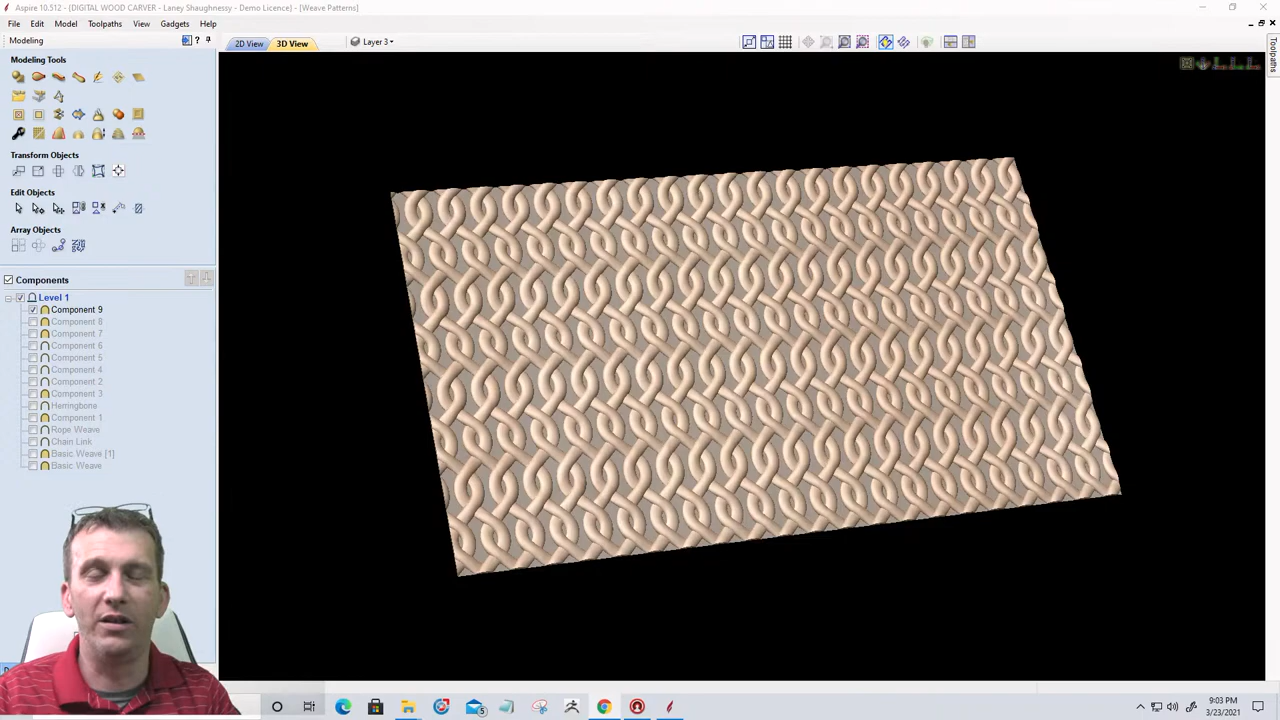 Aspire 10.512 - (DIGITAL WOOD CARVER - Laney Shaughnessy - Demo Licence) - [Weave Patterns]
File Edit Model Toolpaths View Gadgets Help
Modeling
2D View 3D View Layer 3
Toolpaths
Modeling Tools
Transform Objects
Edit Objects
Array Objects
Components
Level 1
Component 9
Component 8
Component 7
Component 6
Component 5
Component 4
Component 2
Component 3
Herringbone
Component 1
Rope Weave
Chain Link
Basic Weave [1]
Basic Weave
5
9:03 PM
3/23/2021